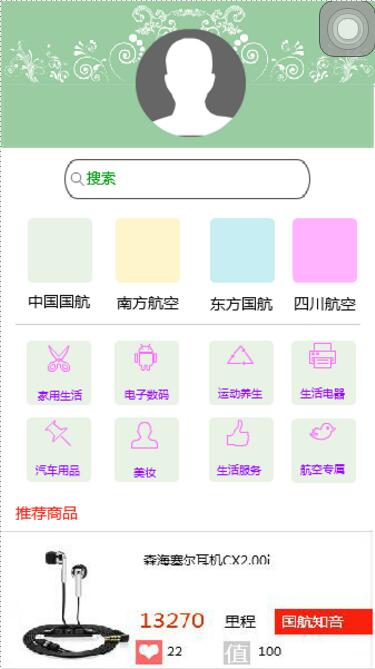 搜索
中国国航 南方航空 东方国航 四川航空
家用生活 电子数码 运动养生 生活电器
汽车用品 美妆 生活服务 航空专属
推荐商品
森海塞尔耳机CX2.00i
13270 里程 国航知音
22 值 100